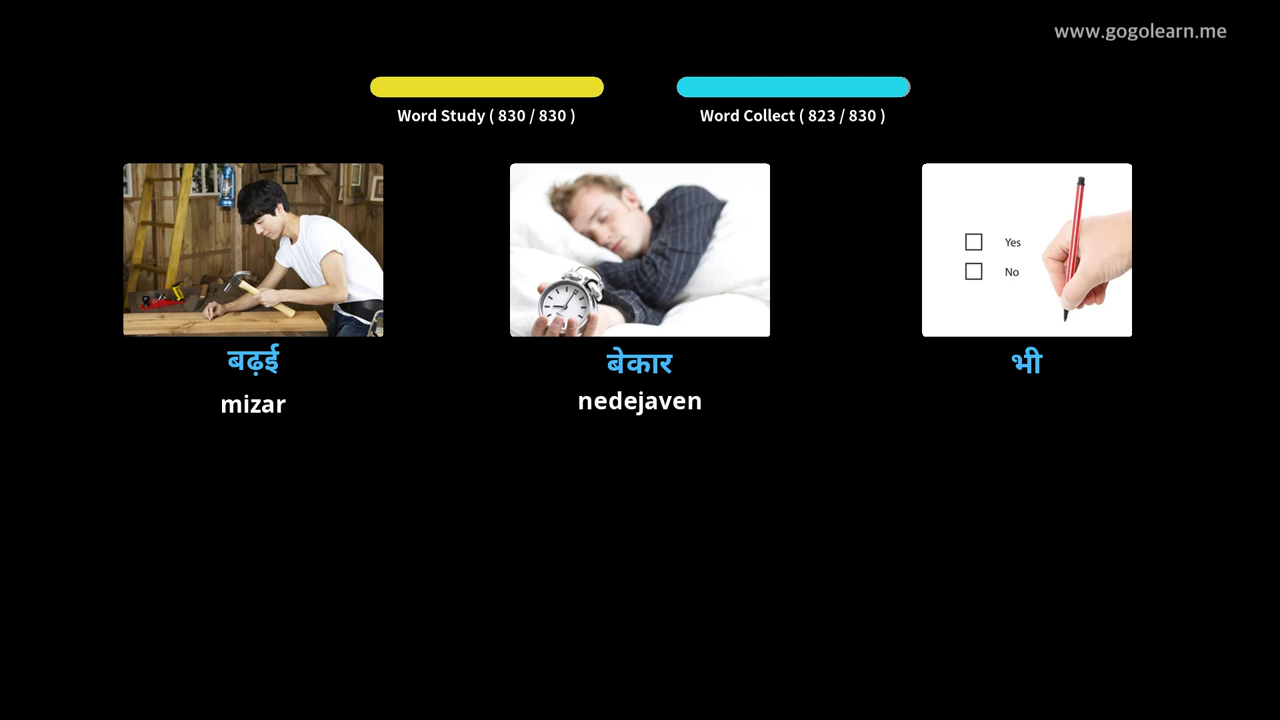 www.gogolearn.me
Word Study ( 830 / 830 )
Word Collect ( 823 / 830 )
Yes
No
बढ़ई
बेकार
भी
mizar
nedejaven